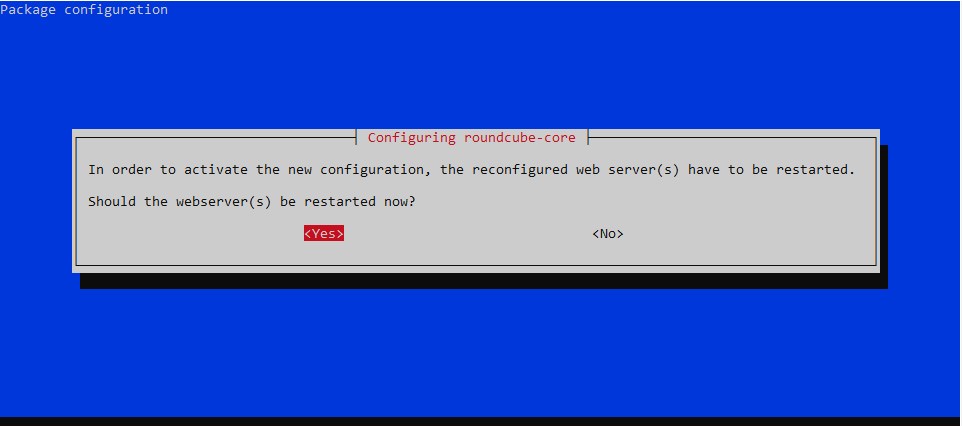 Package configuration
Configuring roundcube-core
In order to activate the new configuration, the reconfigured web server(s) have to be restarted.
Should the webserver(s) be restarted now?
<Yes> <No>